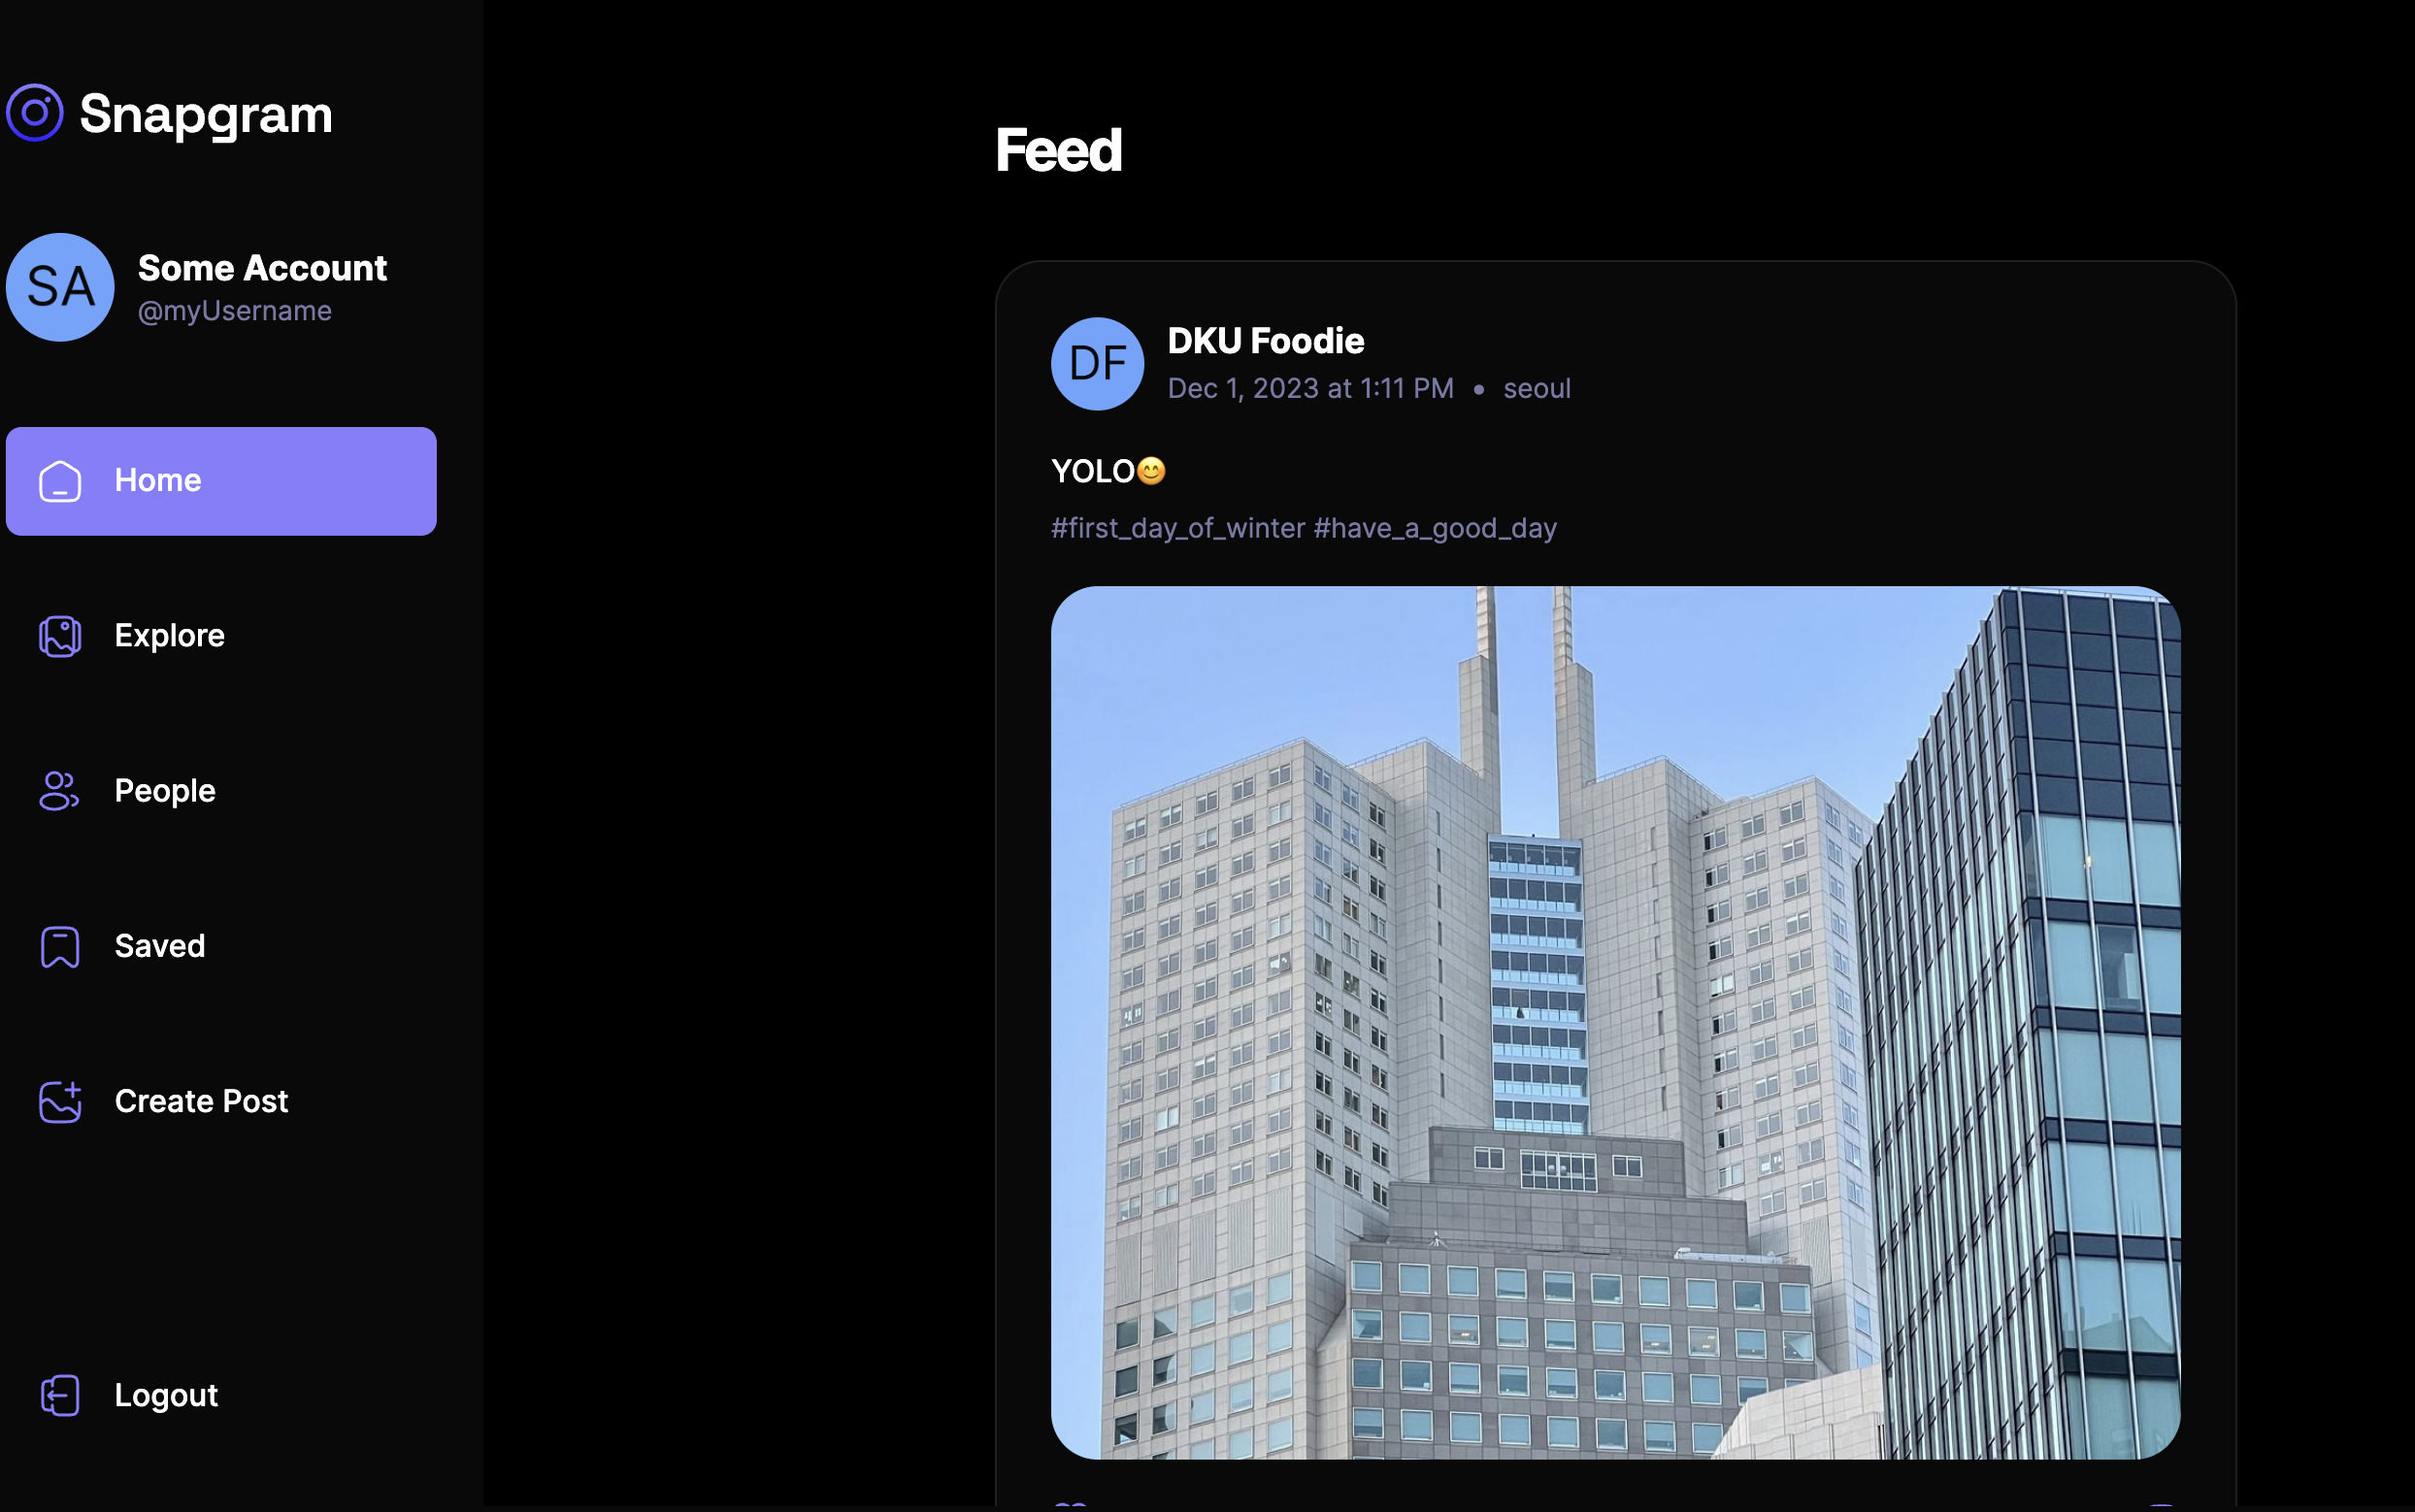 Snapgram
SA
Some Account
@myUsername
Home
Explore
People
Saved
Create Post
Logout
Feed
DF
DKU Foodie
Dec 1, 2023 at 1:11 PM • seoul
YOLO😊
#first_day_of_winter #have_a_good_day